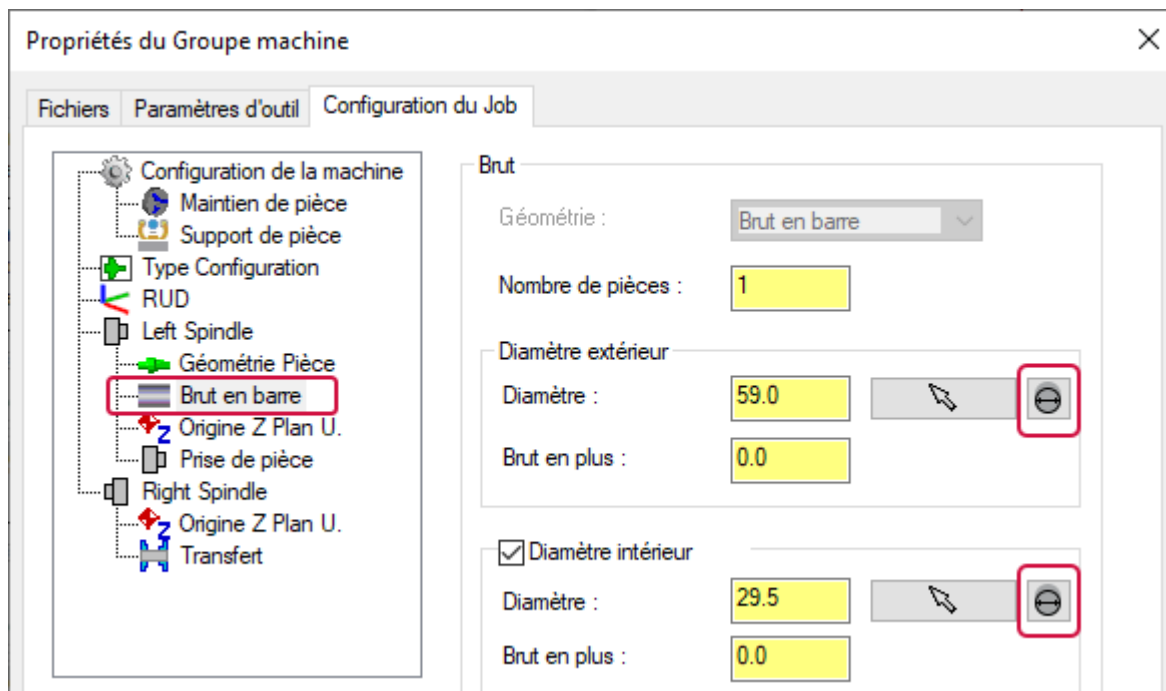 Propriétés du Groupe machine
Fichiers Paramètres d'outil Configuration du Job
Configuration de la machine
Maintien de pièce
Support de pièce
Type Configuration
RUD
Left Spindle
Géométrie Pièce
Brut en barre
Origine Z Plan U.
Prise de pièce
Right Spindle
Origine Z Plan U.
Transfert
Brut
Géométrie : Brut en barre
Nombre de pièces : 1
Diamètre extérieur
Diamètre : 59.0
Brut en plus : 0.0
Diamètre intérieur
Diamètre : 29.5
Brut en plus : 0.0